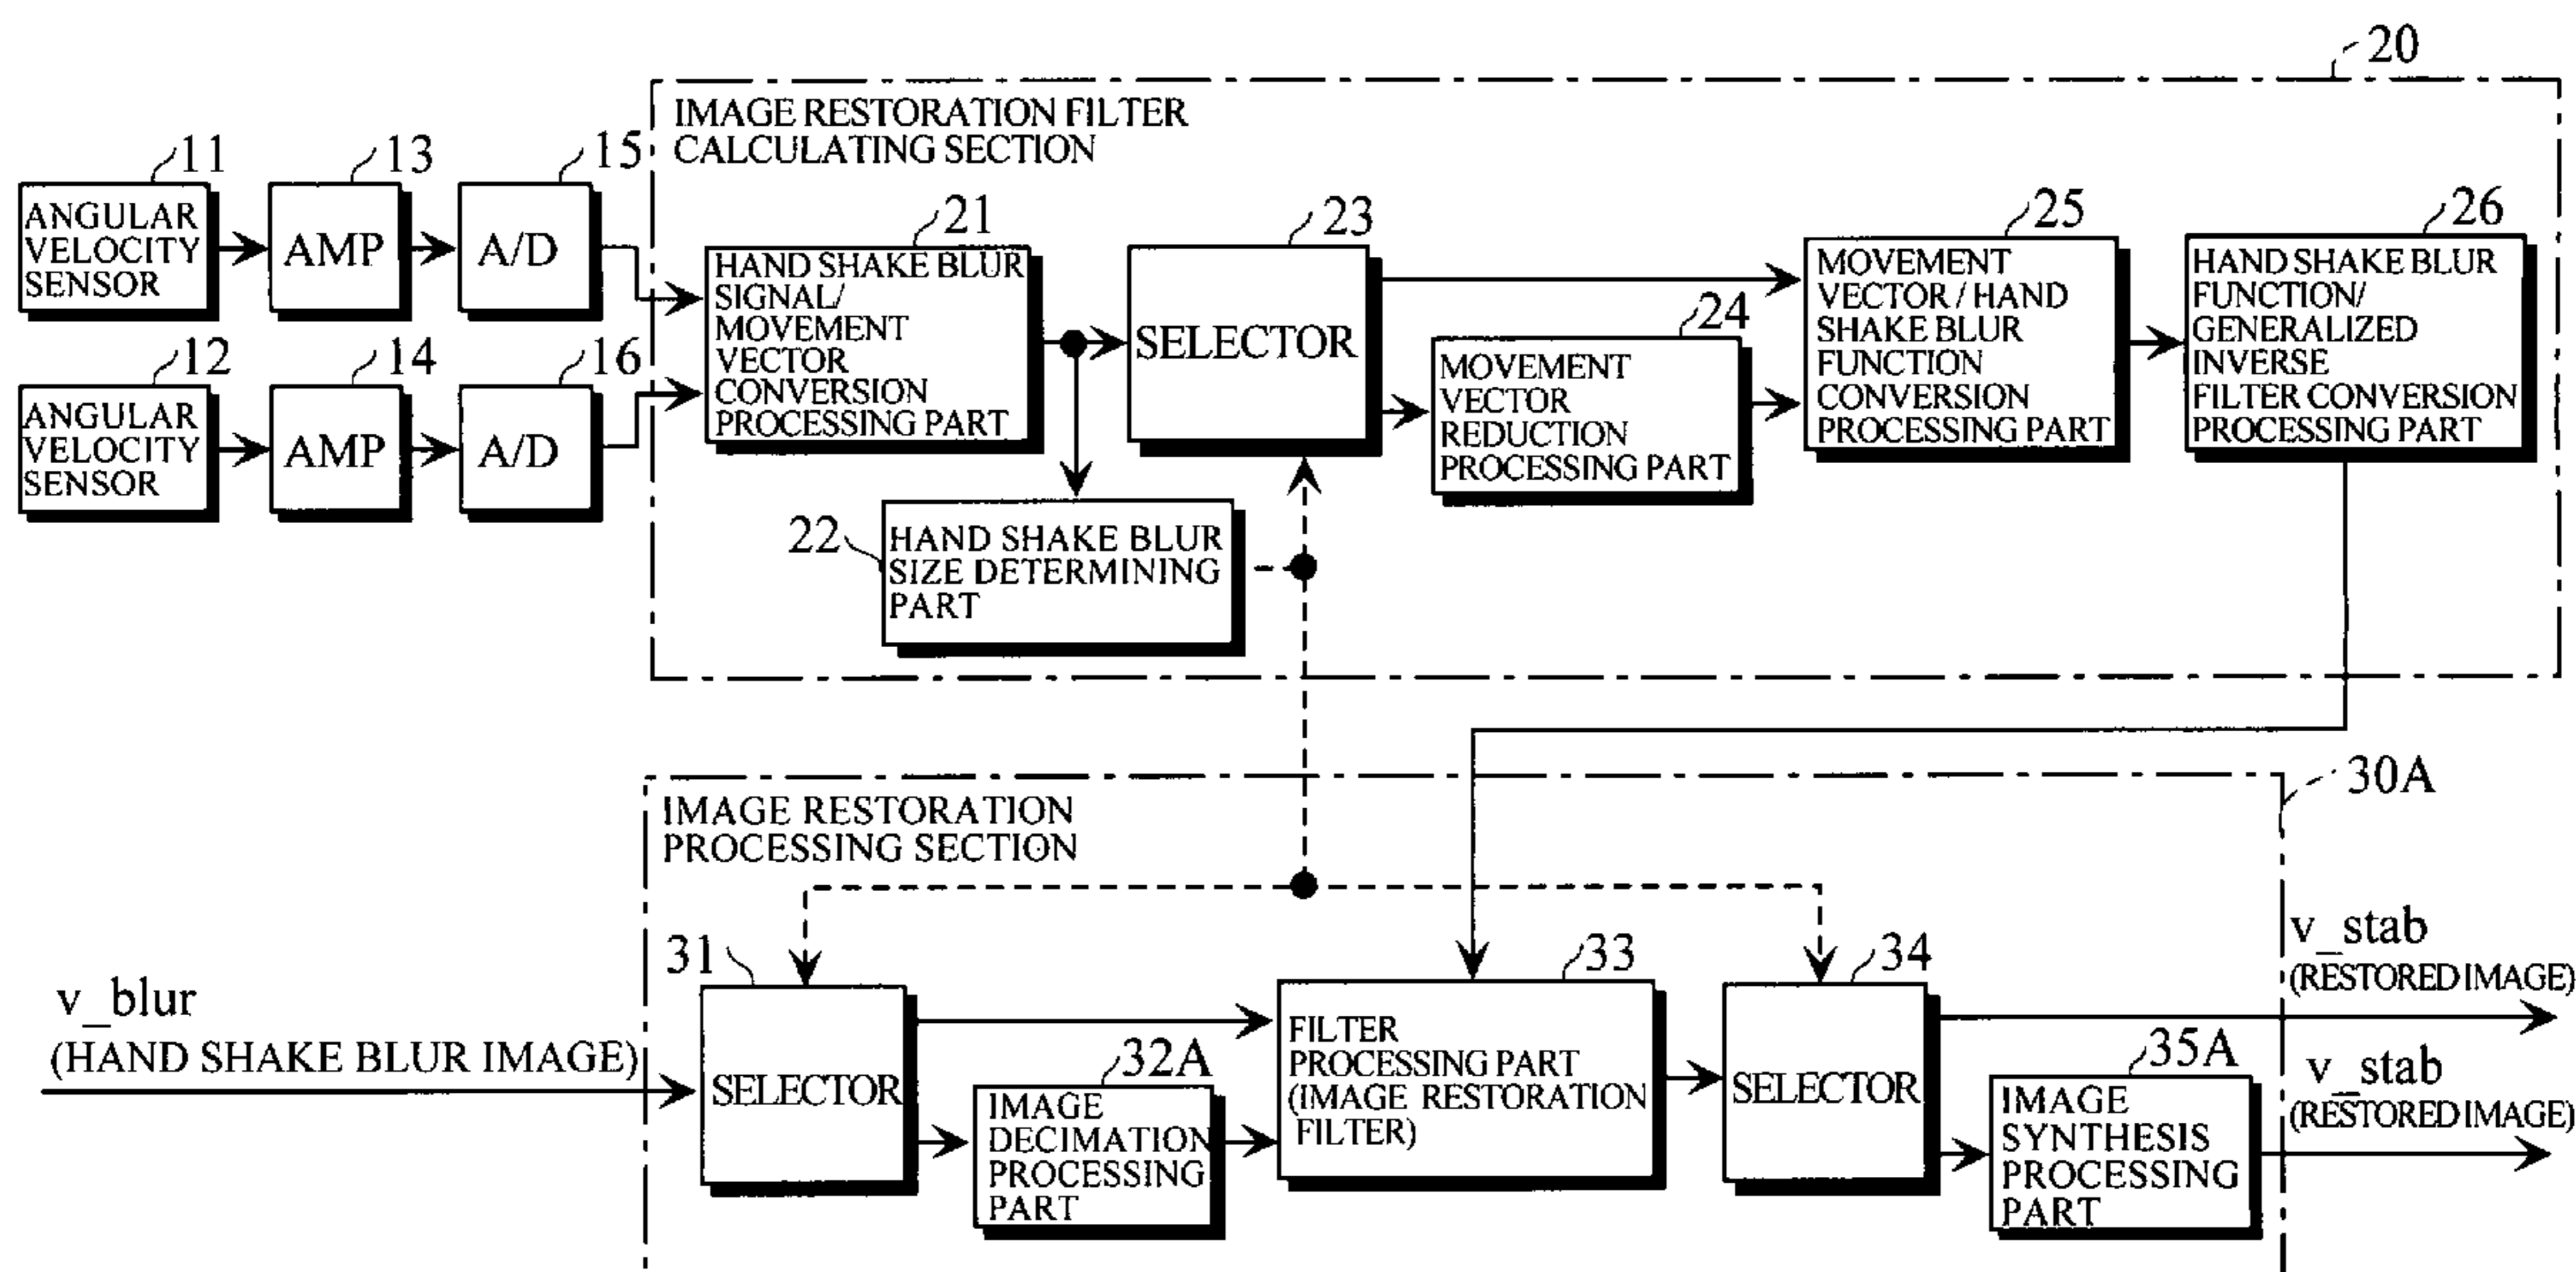 20
IMAGE RESTORATION FILTER
CALCULATING SECTION
11
13
15
ANGULAR
VELOCITY
SENSOR
AMP
A/D
12
14
16
ANGULAR
VELOCITY
SENSOR
AMP
A/D
21
HAND SHAKE BLUR
SIGNAL/
MOVEMENT
VECTOR
CONVERSION
PROCESSING PART
22
HAND SHAKE BLUR
SIZE DETERMINING
PART
23
SELECTOR
24
MOVEMENT
VECTOR
REDUCTION
PROCESSING PART
25
MOVEMENT
VECTOR / HAND
SHAKE BLUR
FUNCTION
CONVERSION
PROCESSING PART
26
HAND SHAKE BLUR
FUNCTION/
GENERALIZED
INVERSE
FILTER CONVERSION
PROCESSING PART
30A
IMAGE RESTORATION
PROCESSING SECTION
v_blur
(HAND SHAKE BLUR IMAGE)
31
SELECTOR
32A
IMAGE
DECIMATION
PROCESSING
PART
33
FILTER
PROCESSING PART
(IMAGE RESTORATION
FILTER)
34
SELECTOR
35A
IMAGE
SYNTHESIS
PROCESSING
PART
v_stab
(RESTORED IMAGE)
v_stab
(RESTORED IMAGE)